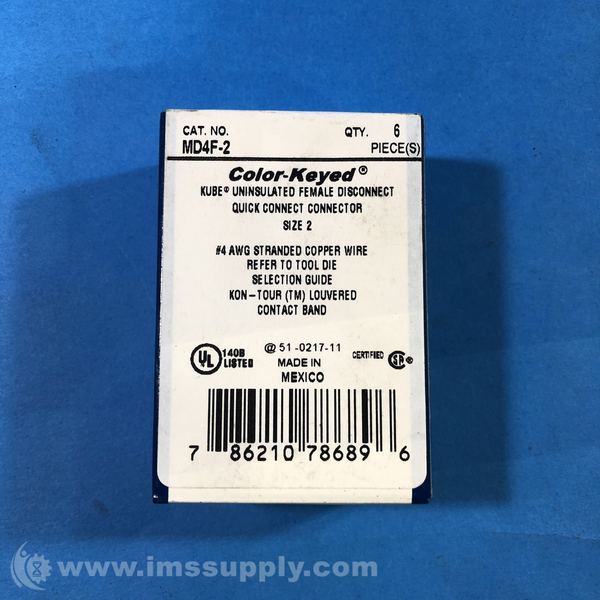 CAT. NO. QTY. 6
MD4F-2 PIECE(S)
Color-Keyed®
KUBE® UNINSULATED FEMALE DISCONNECT
QUICK CONNECT CONNECTOR
SIZE 2
#4 AWG STRANDED COPPER WIRE
REFER TO TOOL DIE
SELECTION GUIDE
KON-TOUR (TM) LOUVERED
CONTACT BAND
@ 51-0217-11
UL 140B
LISTED
MADE IN
MEXICO
CERTIFIED SA®
7 86210 78689 6
© www.imssupply.com